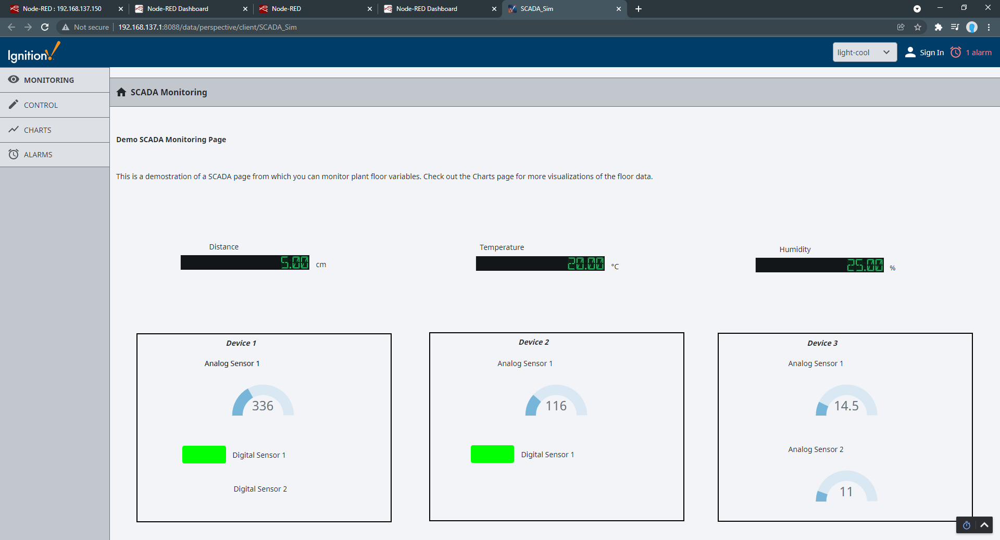 Node-RED : 192.168.137.150
Node-RED Dashboard
Node-RED
Node-RED Dashboard
SCADA_Sim
Not secure
192.168.137.1:8088/data/perspective/client/SCADA_Sim
Ignition!
light-cool
Sign In
1 alarm
MONITORING
CONTROL
CHARTS
ALARMS
SCADA Monitoring
Demo SCADA Monitoring Page
This is a demostration of a SCADA page from which you can monitor plant floor variables. Check out the Charts page for more visualizations of the floor data.
Distance
5.00 cm
Temperature
20.00 °C
Humidity
25.00 %
Device 1
Analog Sensor 1
336
Digital Sensor 1
Digital Sensor 2
Device 2
Analog Sensor 1
116
Digital Sensor 1
Device 3
Analog Sensor 1
14.5
Analog Sensor 2
11